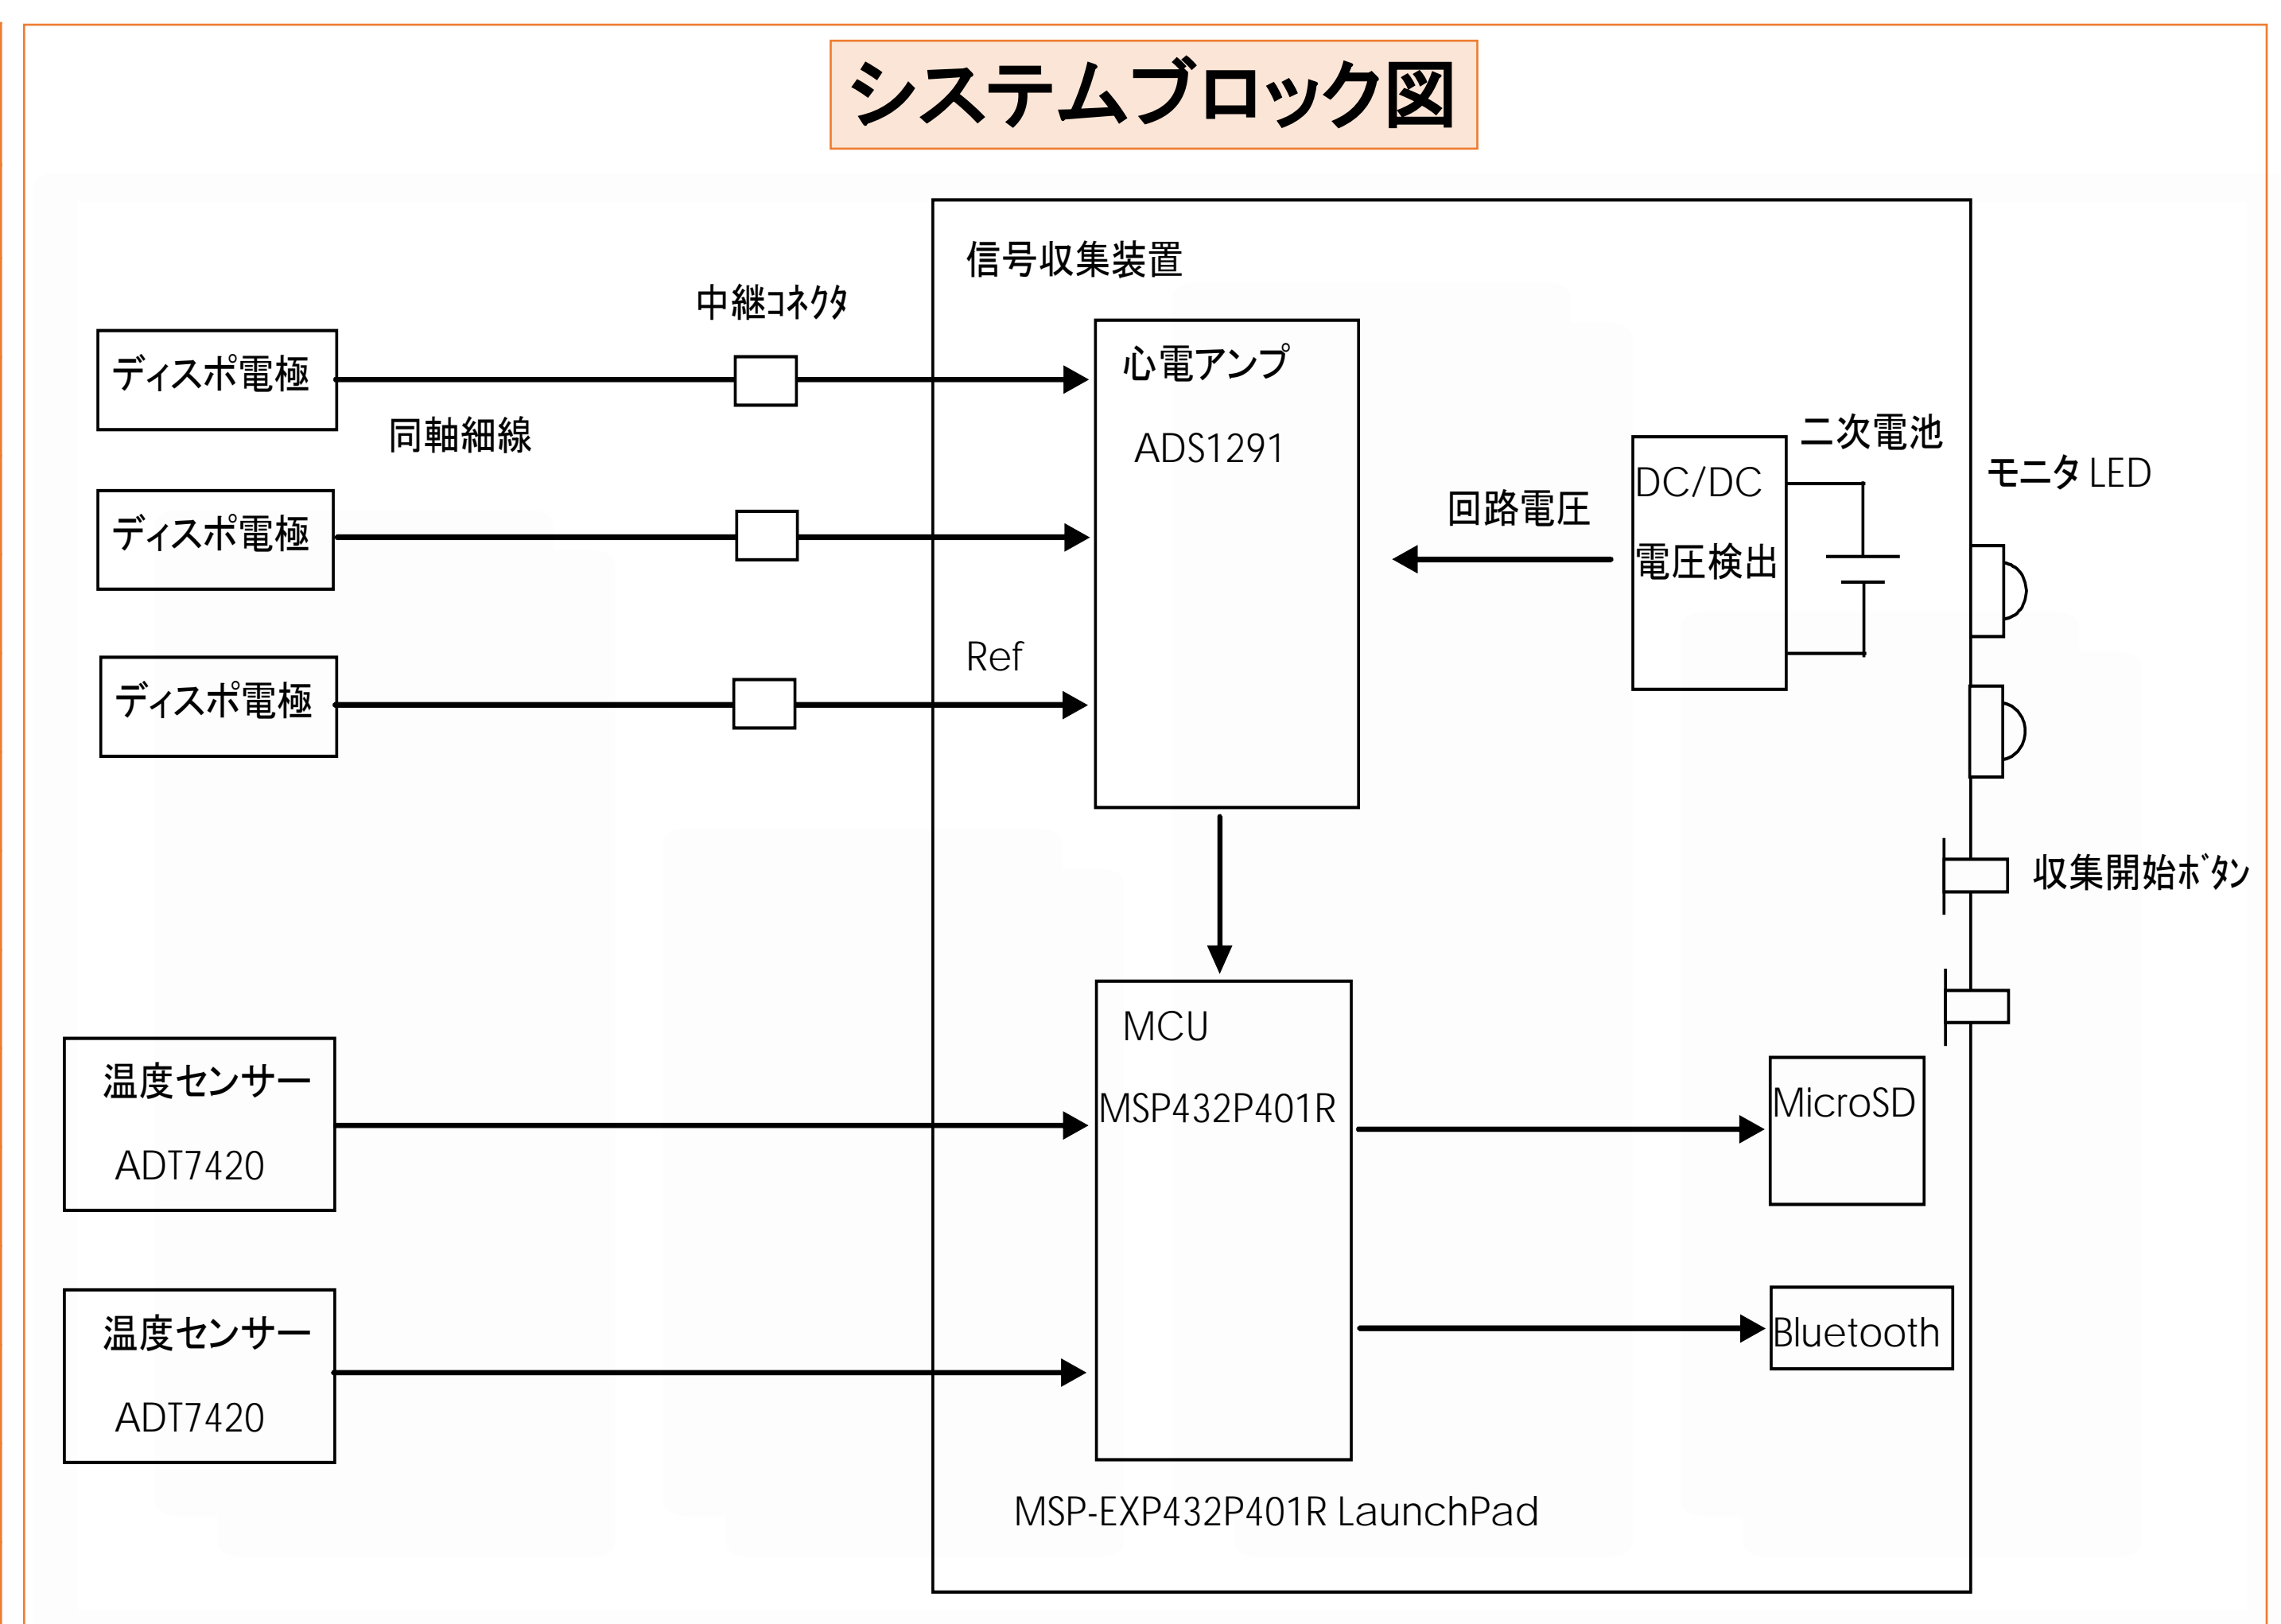 システムブロック図
信号収集装置
中継コネクタ
ディスポ電極
心電アンプ
同軸細線
ADS1291
二次電池
モニタ LED
DC/DC
回路電圧
ディスポ電極
電圧検出
Ref
ディスポ電極
収集開始ボタン
MCU
温度センサー
MSP432P401R
MicroSD
ADT7420
温度センサー
Bluetooth
ADT7420
MSP-EXP432P401R LaunchPad